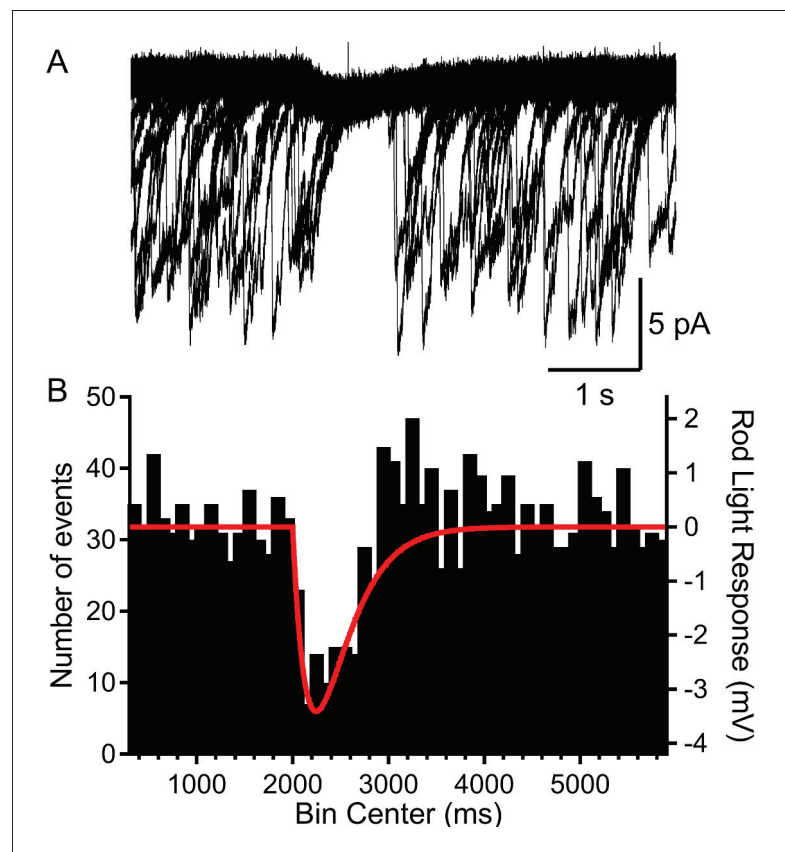 A
5 pA
1 s
B
50
40
30
20
10
0
Number of events
2
1
0
-1
-2
-3
-4
Rod Light Response (mV)
1000 2000 3000 4000 5000
Bin Center (ms)